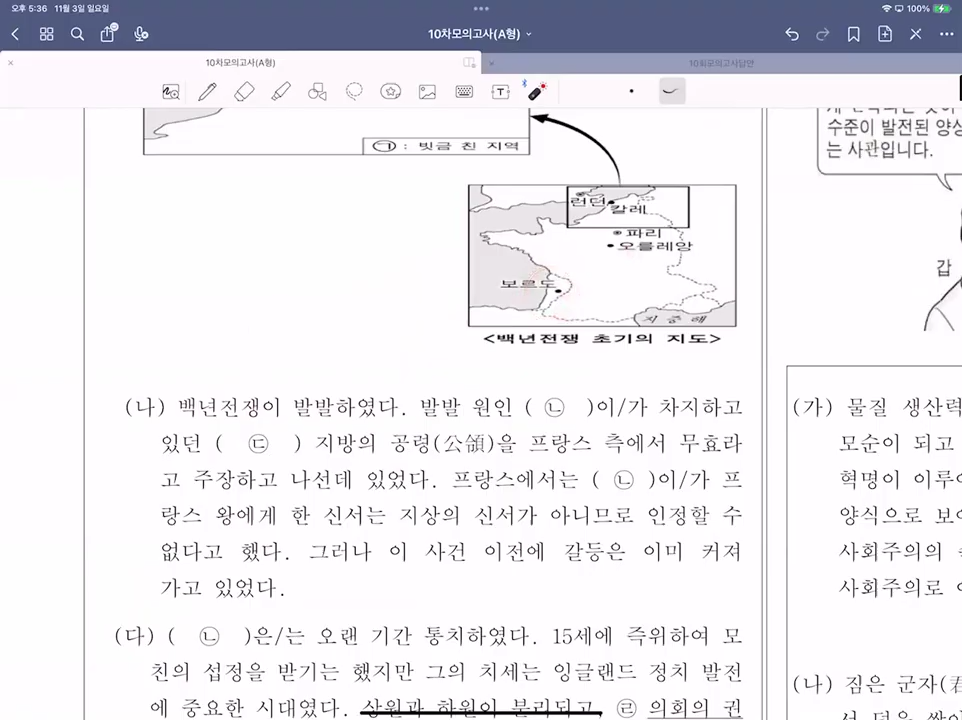 오후 5:36 11월 3일 일요일
100%
10차모의고사(A형)
10차모의고사(A형)
10회모의고사답안
T
㉠ : 빗금 친 지역
런던
칼레
파리
오를레앙
보르도
지중해
<백년전쟁 초기의 지도>
(나) 백년전쟁이 발발하였다. 발발 원인 ( ㉡ )이/가 차지하고
있던 ( ㉢ ) 지방의 공령(公領)을 프랑스 측에서 무효라
고 주장하고 나선데 있었다. 프랑스에서는 ( ㉡ )이/가 프
랑스 왕에게 한 신서는 지상의 신서가 아니므로 인정할 수
없다고 했다. 그러나 이 사건 이전에 갈등은 이미 커져
가고 있었다.
(다) ( ㉡ )은/는 오랜 기간 통치하였다. 15세에 즉위하여 모
친의 섭정을 받기는 했지만 그의 치세는 잉글랜드 정치 발전
에 중요한 시대였다. 상원과 하원이 분리되고, ㉣ 의회의 권
수준이 발전된 양상
는 사관입니다.
갑
(가) 물질 생산력
모순이 되고
혁명이 이루어
양식으로 보아
사회주의의
사회주의로
(나) 짐은 군자(君